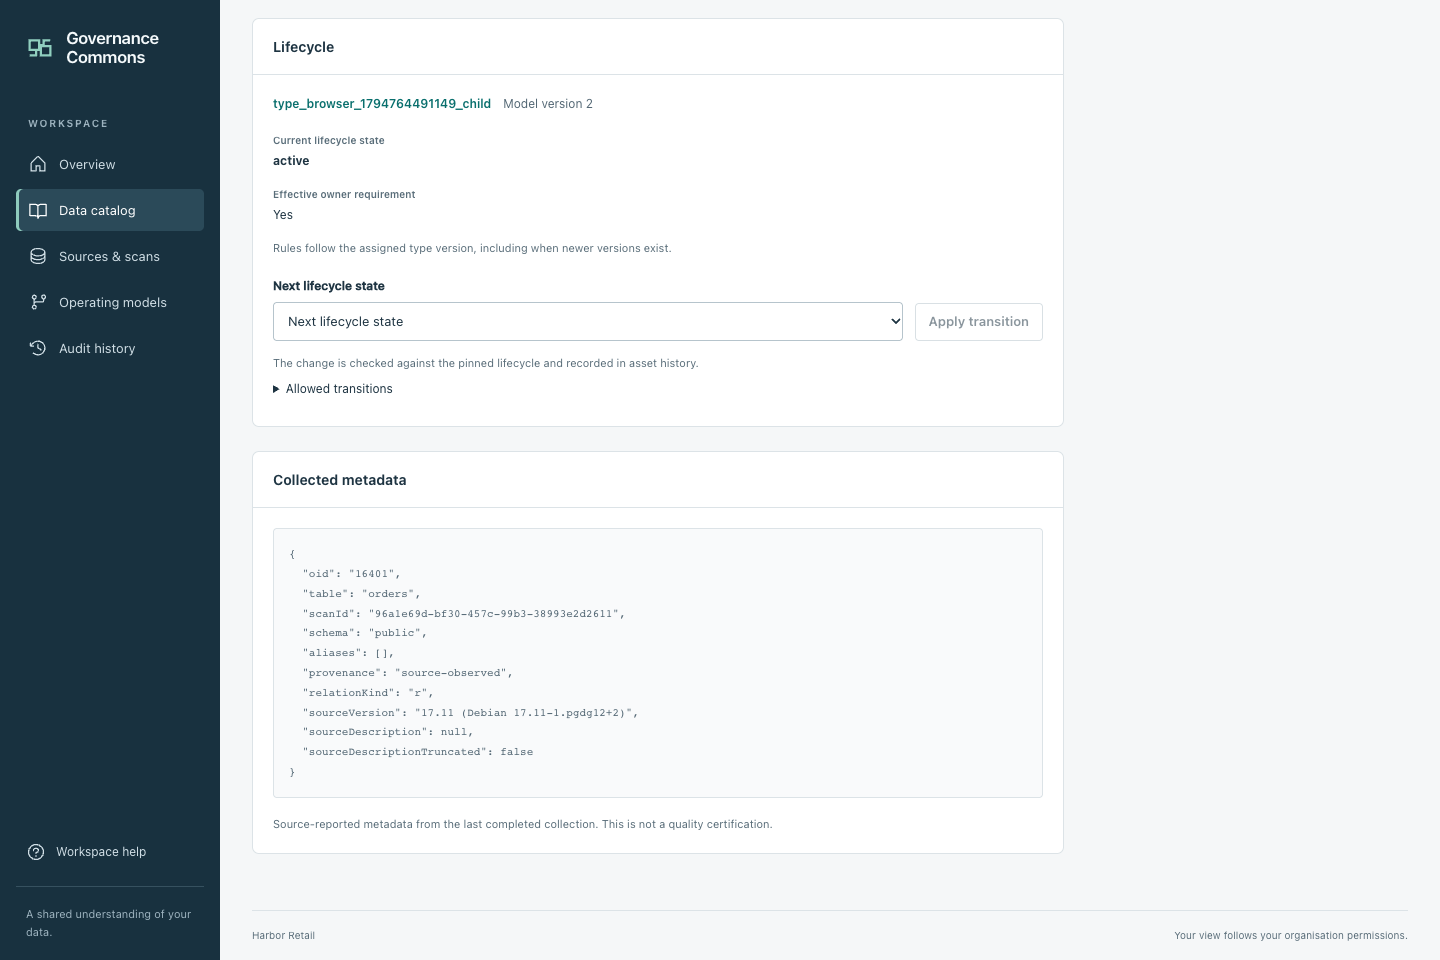 Governance
Commons
WORKSPACE
Overview
Data catalog
Sources & scans
Operating models
Audit history
Workspace help
A shared understanding of your
data.
Lifecycle
type_browser_1794764491149_child Model version 2
Current lifecycle state
active
Effective owner requirement
Yes
Rules follow the assigned type version, including when newer versions exist.
Next lifecycle state
Next lifecycle state
Apply transition
The change is checked against the pinned lifecycle and recorded in asset history.
Allowed transitions
Collected metadata
{
"oid": "16401",
"table": "orders",
"scanId": "96a1e69d-bf30-457c-99b3-38993e2d2611",
"schema": "public",
"aliases": [],
"provenance": "source-observed",
"relationKind": "r",
"sourceVersion": "17.11 (Debian 17.11-1.pgdg12+2)",
"sourceDescription": null,
"sourceDescriptionTruncated": false
}
Source-reported metadata from the last completed collection. This is not a quality certification.
Harbor Retail
Your view follows your organisation permissions.